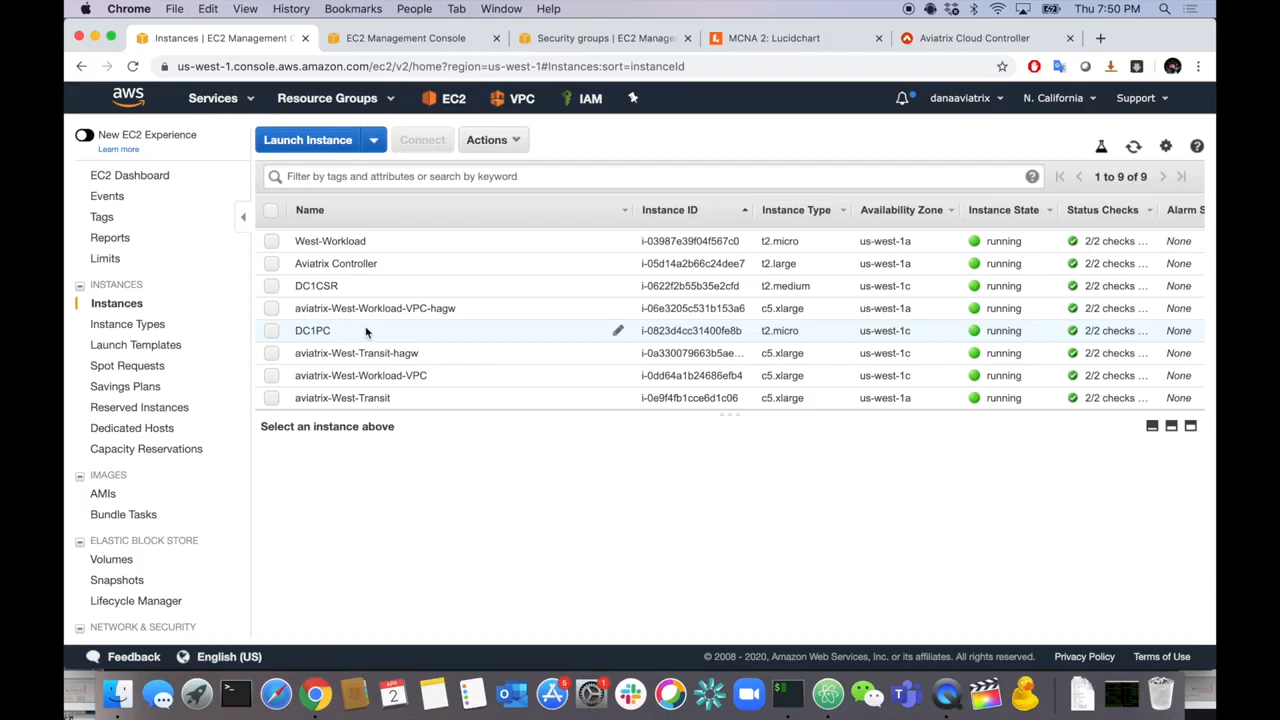 Chrome File Edit View History Bookmarks People Tab Window Help Thu 7:50 PM
Instances | EC2 Management C EC2 Management Console Security groups | EC2 Manage MCNA 2: Lucidchart Aviatrix Cloud Controller
us-west-1.console.aws.amazon.com/ec2/v2/home?region=us-west-1#Instances:sort=instanceId
aws Services Resource Groups EC2 VPC IAM danaaviatrix N. California Support
New EC2 Experience
Learn more
EC2 Dashboard
Events
Tags
Reports
Limits
INSTANCES
Instances
Instance Types
Launch Templates
Spot Requests
Savings Plans
Reserved Instances
Dedicated Hosts
Capacity Reservations
IMAGES
AMIs
Bundle Tasks
ELASTIC BLOCK STORE
Volumes
Snapshots
Lifecycle Manager
NETWORK & SECURITY
Launch Instance Connect Actions
Filter by tags and attributes or search by keyword 1 to 9 of 9
Name Instance ID Instance Type Availability Zone Instance State Status Checks Alarm S
West-Workload i-03987e39f04f567c0 t2.micro us-west-1a running 2/2 checks ... None
Aviatrix Controller i-05d14a2b66c24dee7 t2.large us-west-1a running 2/2 checks ... None
DC1CSR i-0622f2b55b35e2cfd t2.medium us-west-1a running 2/2 checks ... None
aviatrix-West-Workload-VPC-hagw i-06e3205c531b153a6 c5.xlarge us-west-1a running 2/2 checks ... None
DC1PC i-0823d4cc31400fe8b t2.micro us-west-1c running 2/2 checks ... None
aviatrix-West-Transit-hagw i-0a330079663b5ae... c5.xlarge us-west-1c running 2/2 checks ... None
aviatrix-West-Workload-VPC i-0dd64a1b24686efb4 c5.xlarge us-west-1c running 2/2 checks ... None
aviatrix-West-Transit i-0e9f4fb1cce6d1c06 c5.xlarge us-west-1a running 2/2 checks ... None
Select an instance above
Feedback English (US) © 2008 - 2020, Amazon Web Services, Inc. or its affiliates. All rights reserved. Privacy Policy Terms of Use
APR
2
5
1